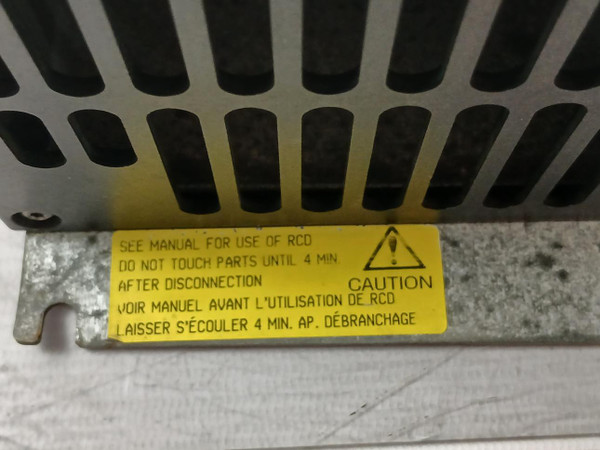 SEE MANUAL FOR USE OF RCD
DO NOT TOUCH PARTS UNTIL 4 MIN.
AFTER DISCONNECTION
CAUTION
VOIR MANUEL AVANT L'UTILISATION DE RCD
LAISSER S'ÉCOULER 4 MIN. AP. DÉBRANCHAGE